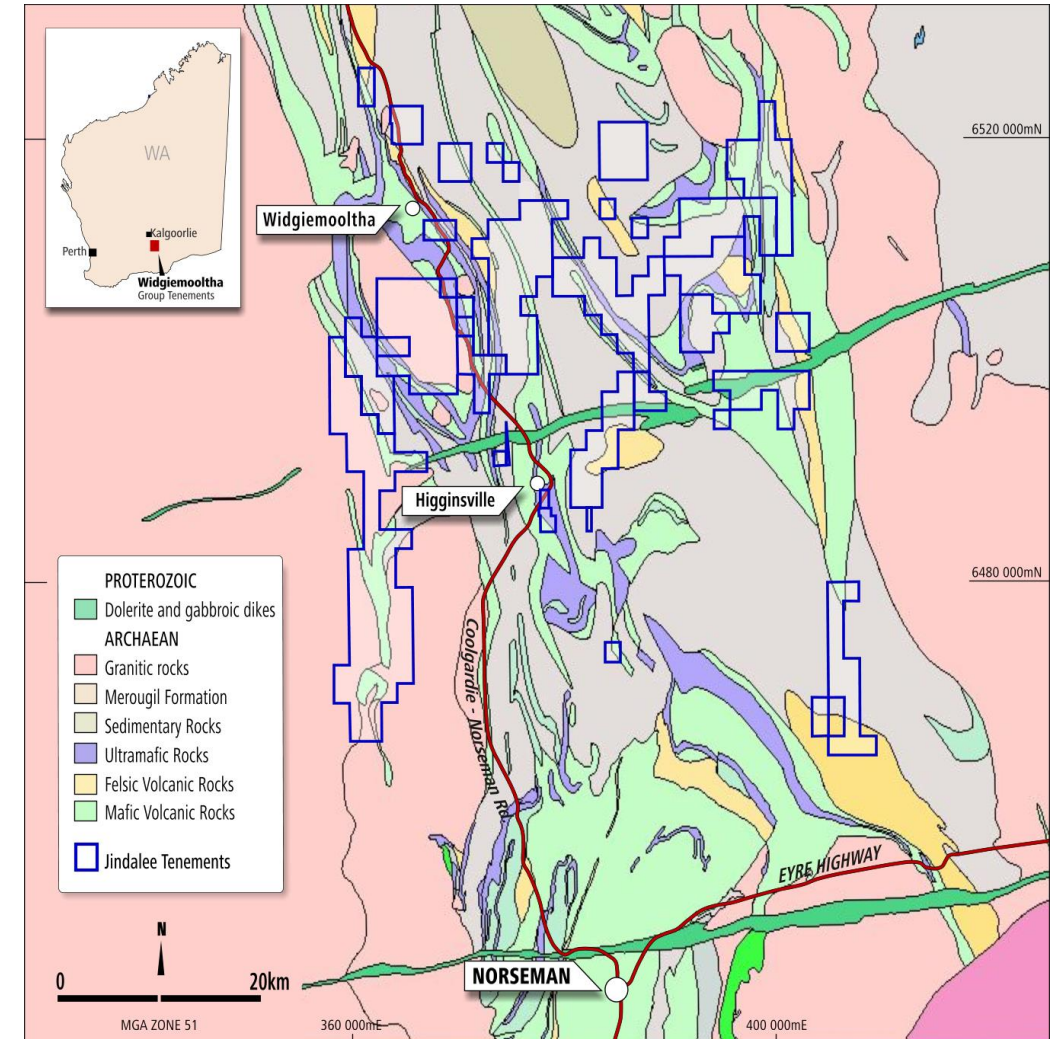 WA
Kalgoorlie
Perth
Widgiemooltha
Group Tenements
6520 000mN
Widgiemooltha
Higginsville
6480 000mN
Coolgardie - Norseman Rd
EYRE HIGHWAY
NORSEMAN
PROTEROZOIC
Dolerite and gabbroic dikes
ARCHAEAN
Granitic rocks
Merougil Formation
Sedimentary Rocks
Ultramafic Rocks
Felsic Volcanic Rocks
Mafic Volcanic Rocks
Jindalee Tenements
N
0 20km
MGA ZONE 51
360 000mE
400 000mE